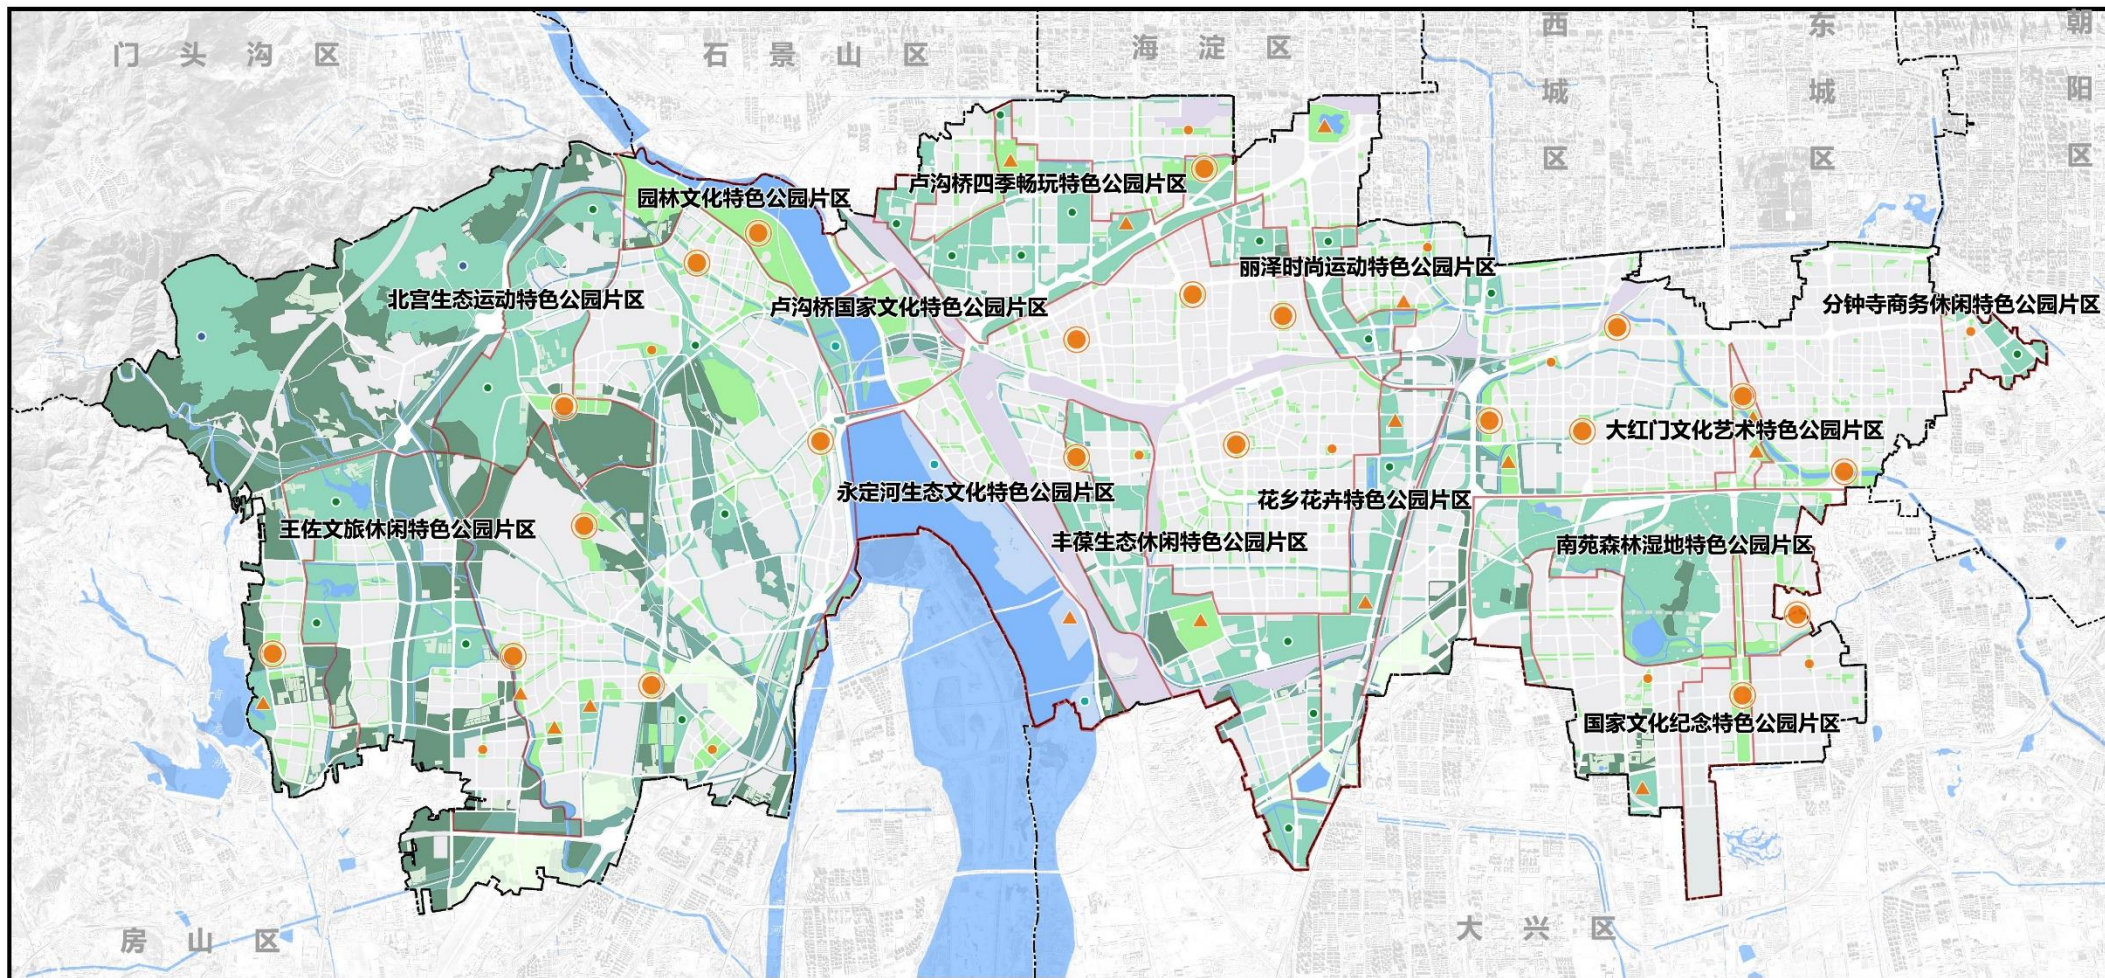 门头沟区
石景山区
海淀区
西城区
东城区
朝阳区
园林文化特色公园片区
卢沟桥四季畅玩特色公园片区
丽泽时尚运动特色公园片区
北宫生态运动特色公园片区
卢沟桥国家文化特色公园片区
分钟寺商务休闲特色公园片区
大红门文化艺术特色公园片区
永定河生态文化特色公园片区
花乡花卉特色公园片区
王佐文旅休闲特色公园片区
丰葆生态休闲特色公园片区
南苑森林湿地特色公园片区
国家文化纪念特色公园片区
房山区
大兴区